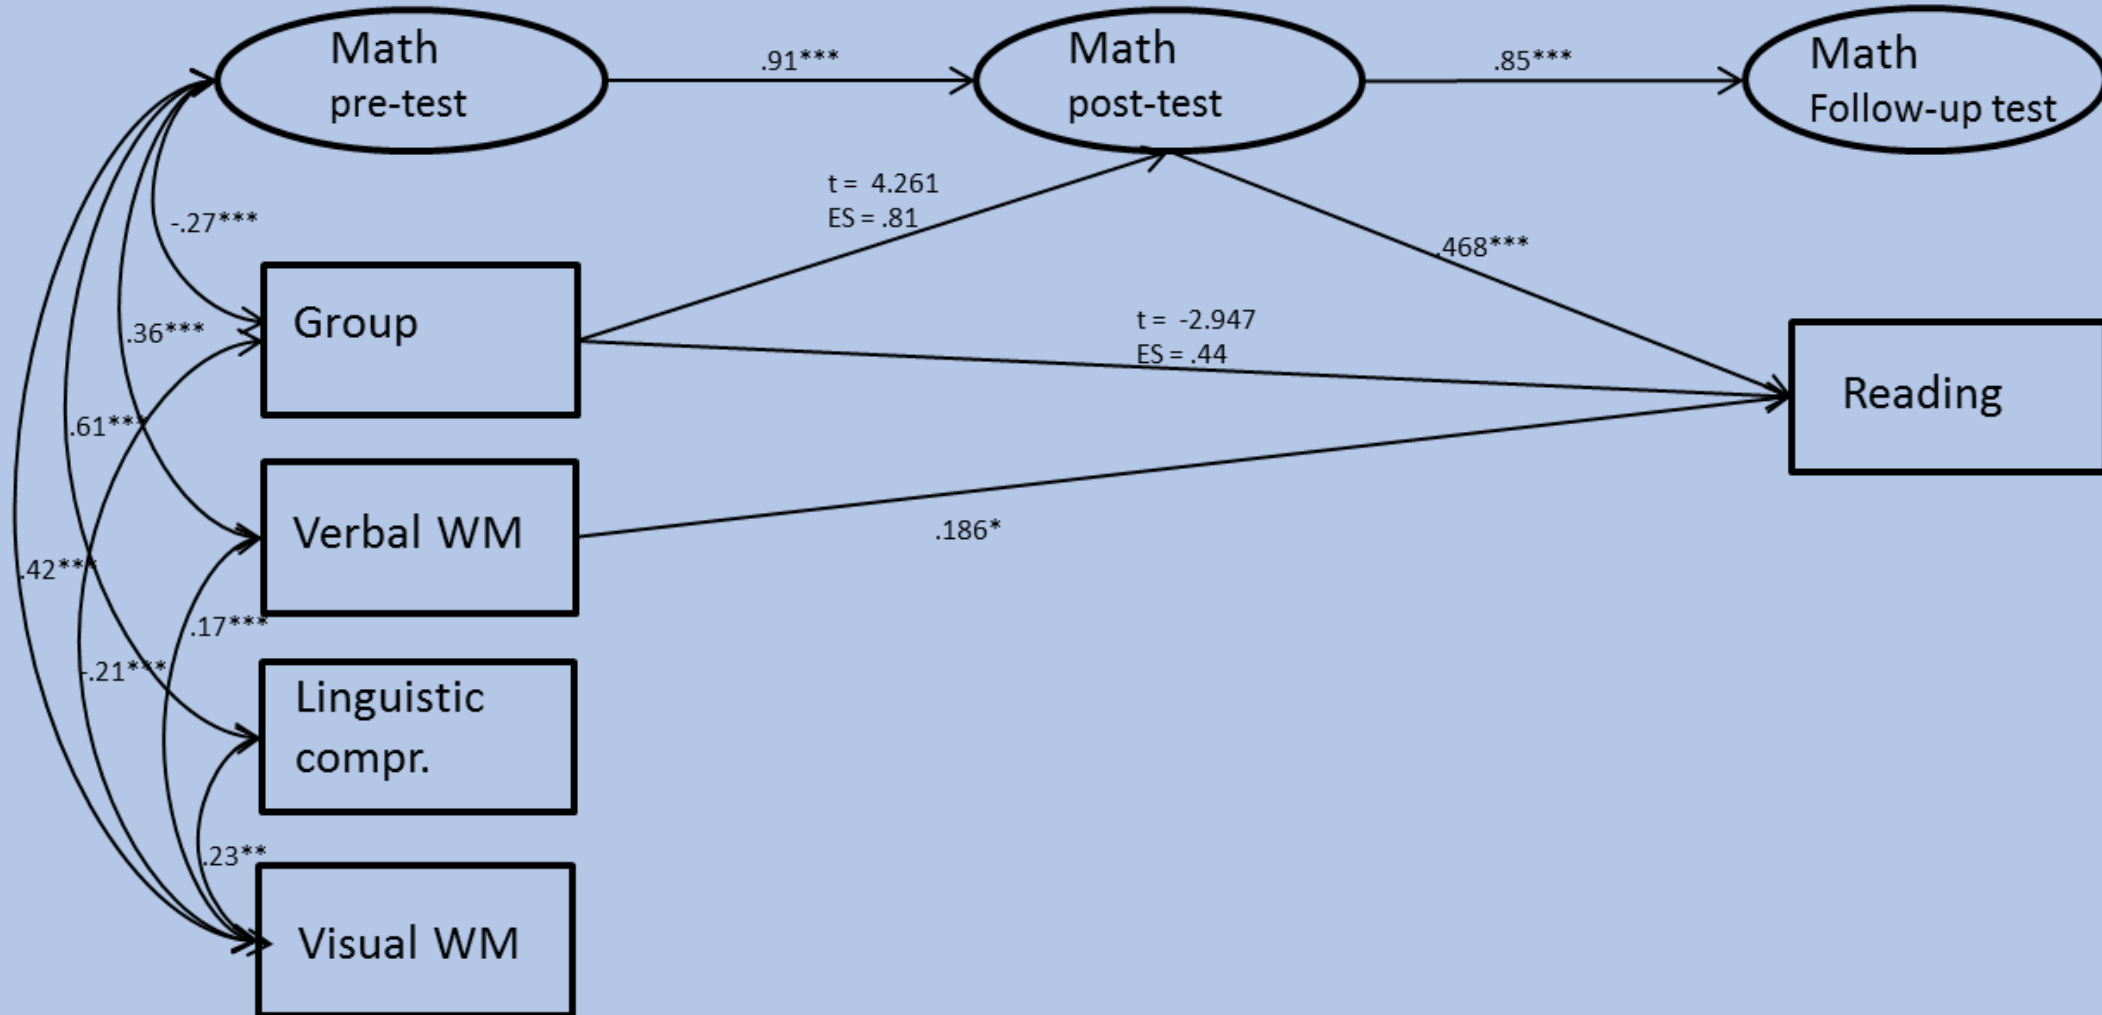 Math
pre-test
.91***
Math
post-test
.85***
Math
Follow-up test
t = 4.261
ES = .81
-.27***
.468***
Group
t = -2.947
ES = .44
.36***
Reading
.61***
Verbal WM
.186*
.42***
.17***
-.21***
Linguistic
compr.
.23**
Visual WM